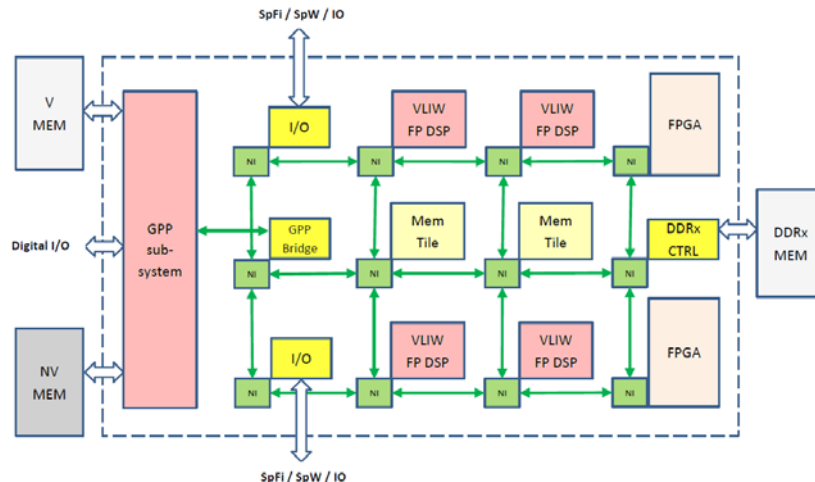 SpFi / SpW / IO
V
MEM
I/O
VLIW
FP DSP
VLIW
FP DSP
FPGA
NI
NI
NI
NI
Digital I/O
GPP
sub-
system
GPP
Bridge
Mem
Tile
Mem
Tile
DDRx
CTRL
DDRx
MEM
NI
NI
NI
NI
NV
MEM
I/O
VLIW
FP DSP
VLIW
FP DSP
FPGA
NI
NI
NI
NI
SpFi / SpW / IO